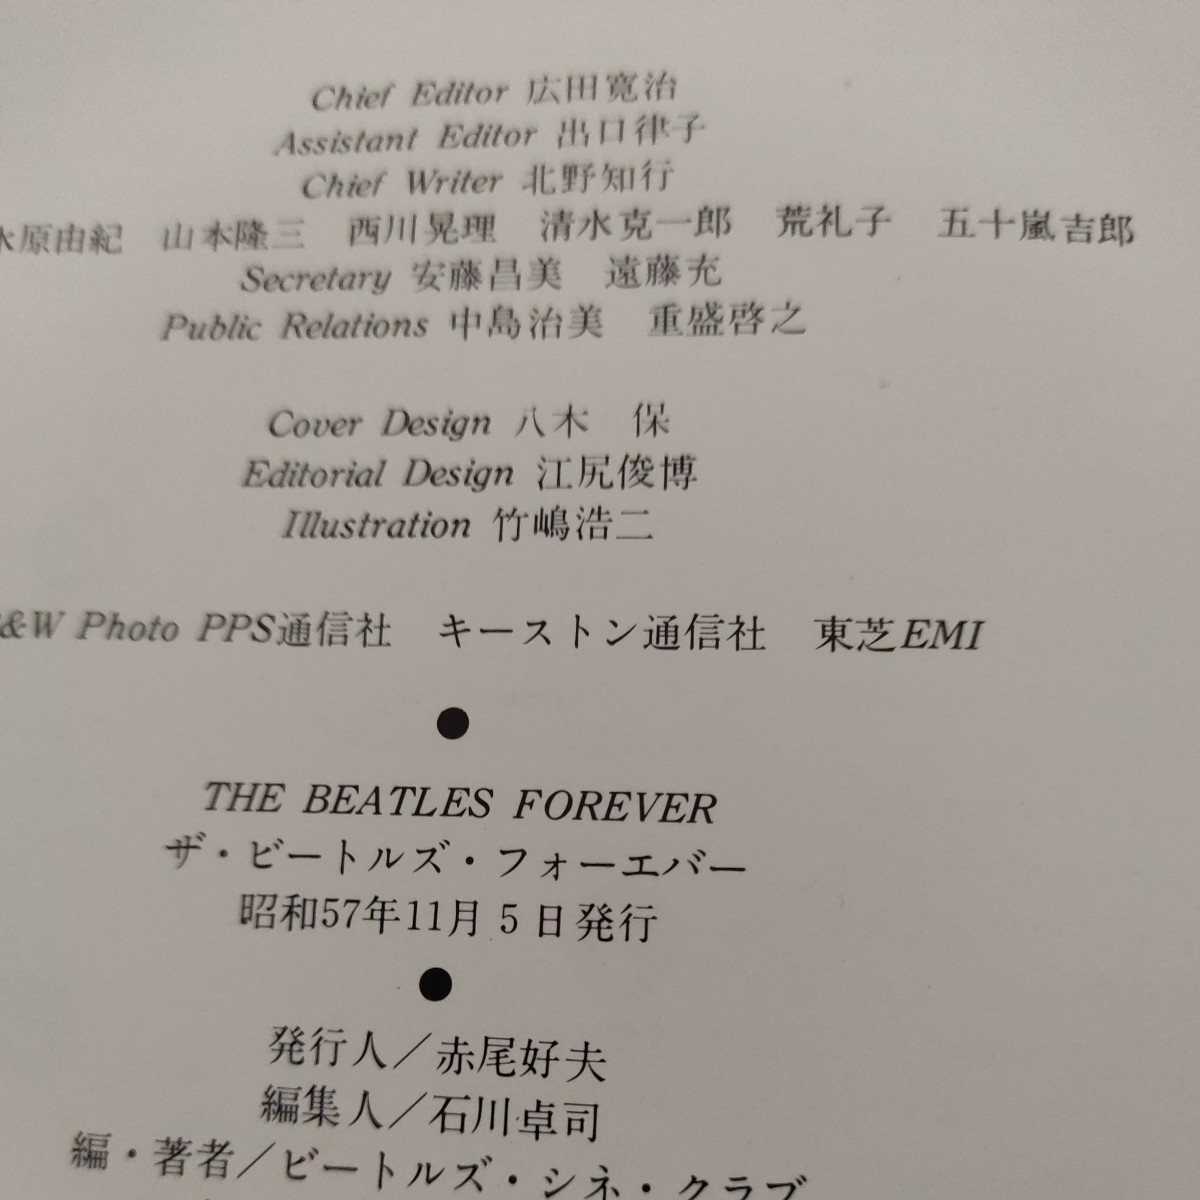 Chief Editor 広田寛治
Assistant Editor 出口律子
Chief Writer 北野知行
木原由紀　山本隆三　西川晃理　清水克一郎　荒礼子　五十嵐吉郎
Secretary 安藤昌美　遠藤充
Public Relations 中島治美　重盛啓之
Cover Design 八木　保
Editorial Design 江尻俊博
Illustration 竹嶋浩二
&W Photo PPS通信社　キーストン通信社　東芝EMI
●
THE BEATLES FOREVER
ザ・ビートルズ・フォーエバー
昭和57年11月5日発行
●
発行人／赤尾好夫
編集人／石川卓司
編・著者／ビートルズ・シネ・クラブ